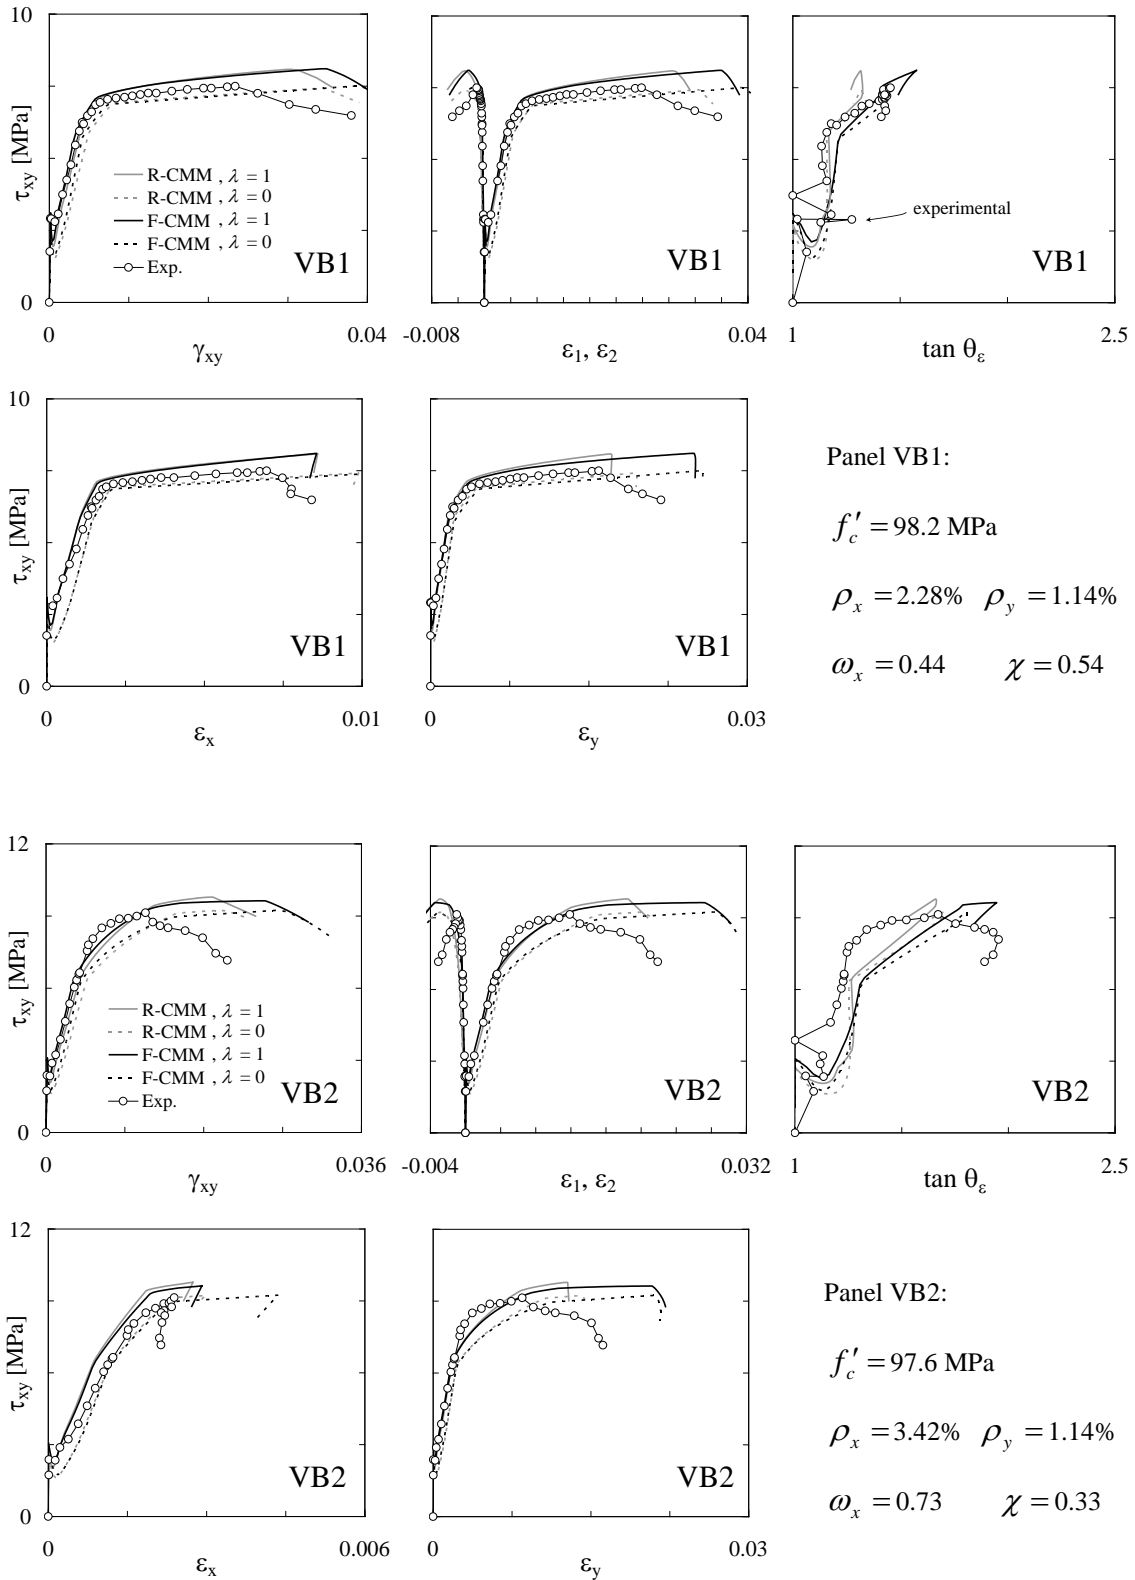 10
τxy [MPa]
R-CMM , λ = 1
R-CMM , λ = 0
F-CMM , λ = 1
F-CMM , λ = 0
Exp.
VB1
0
0
0.04
γxy
VB1
-0.008
0.04
ε1, ε2
experimental
VB1
1
2.5
tan θε
10
τxy [MPa]
VB1
0
0
0.01
εx
VB1
0
0.03
εy
Panel VB1:
fc′ = 98.2 MPa
ρx = 2.28% ρy = 1.14%
ωx = 0.44 χ = 0.54
12
τxy [MPa]
R-CMM , λ = 1
R-CMM , λ = 0
F-CMM , λ = 1
F-CMM , λ = 0
Exp.
VB2
0
0
0.036
γxy
VB2
-0.004
0.032
ε1, ε2
VB2
1
2.5
tan θε
12
τxy [MPa]
VB2
0
0
0.006
εx
VB2
0
0.03
εy
Panel VB2:
fc′ = 97.6 MPa
ρx = 3.42% ρy = 1.14%
ωx = 0.73 χ = 0.33